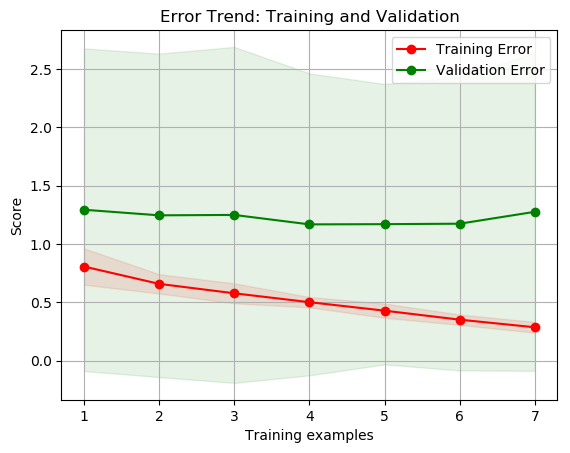 Error Trend: Training and Validation
Training Error
Validation Error
Score
2.5
2.0
1.5
1.0
0.5
0.0
1 2 3 4 5 6 7
Training examples